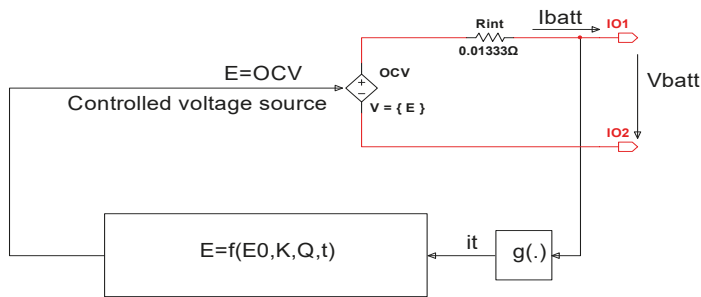 Ibatt
IO1
Rint
0.01333Ω
E=OCV
OCV
Vbatt
Controlled voltage source
V = { E }
IO2
E=f(E0,K,Q,t)
it
g(.)